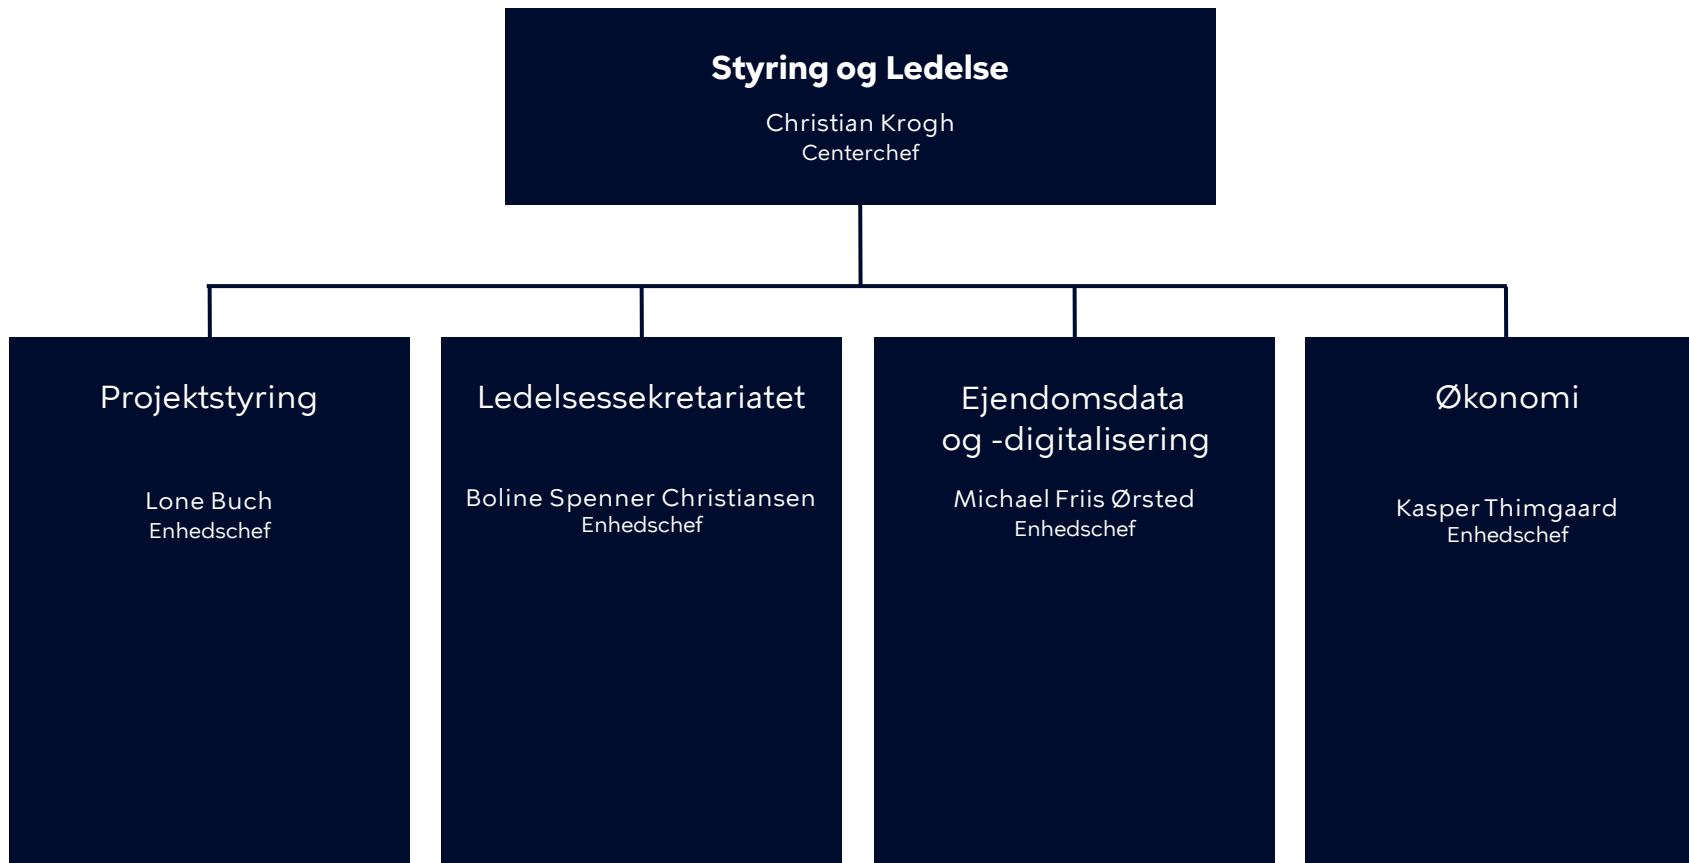 Styring og Ledelse
Christian Krogh
Centerchef
Projektstyring
Lone Buch
Enhedschef
Ledelsessekretariatet
Boline Spenner Christiansen
Enhedschef
Ejendomsdata
og -digitalisering
Michael Friis Ørsted
Enhedschef
Økonomi
Kasper Thimgaard
Enhedschef